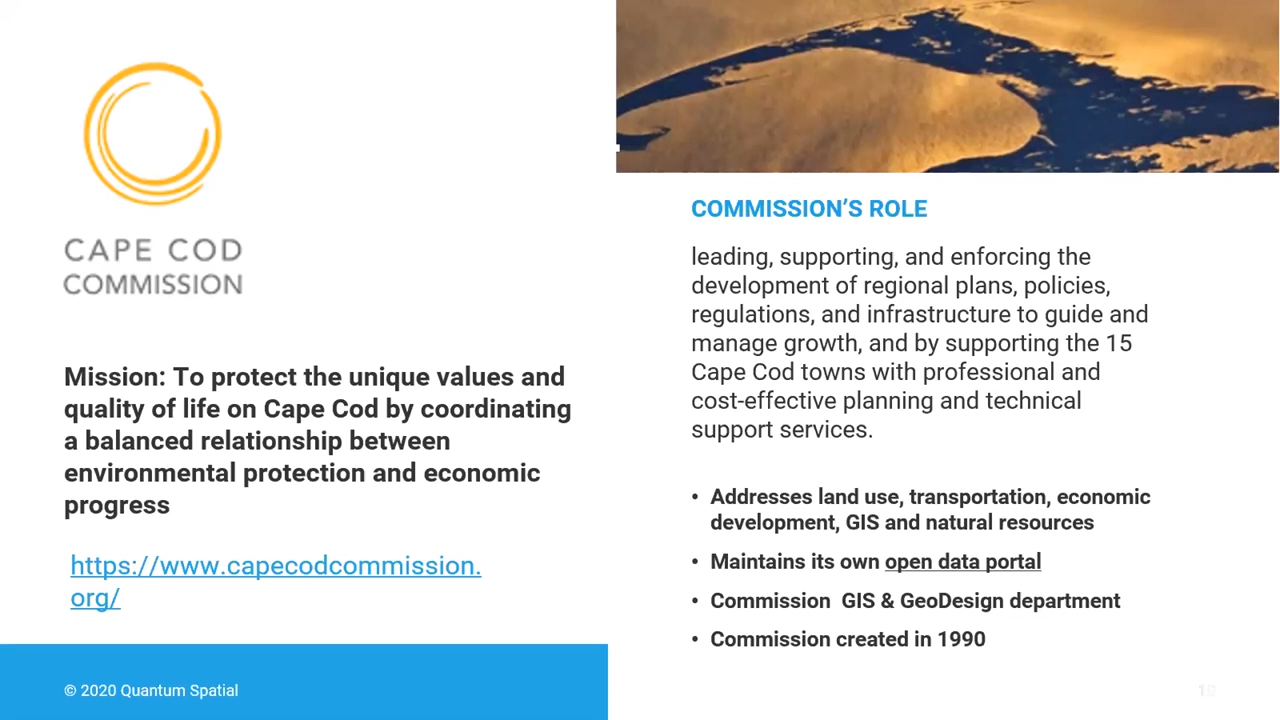 CAPE COD
COMMISSION
Mission: To protect the unique values and
quality of life on Cape Cod by coordinating
a balanced relationship between
environmental protection and economic
progress
https://www.capecodcommission.
org/
© 2020 Quantum Spatial
COMMISSION’S ROLE
leading, supporting, and enforcing the
development of regional plans, policies,
regulations, and infrastructure to guide and
manage growth, and by supporting the 15
Cape Cod towns with professional and
cost-effective planning and technical
support services.
• Addresses land use, transportation, economic
development, GIS and natural resources
• Maintains its own open data portal
• Commission  GIS & GeoDesign department
• Commission created in 1990